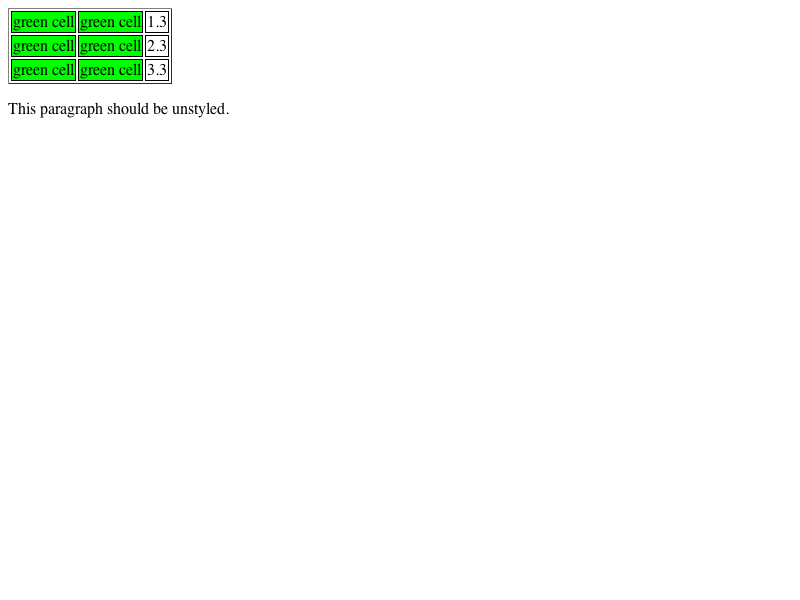 green cell green cell 1.3
green cell green cell 2.3
green cell green cell 3.3
This paragraph should be unstyled.